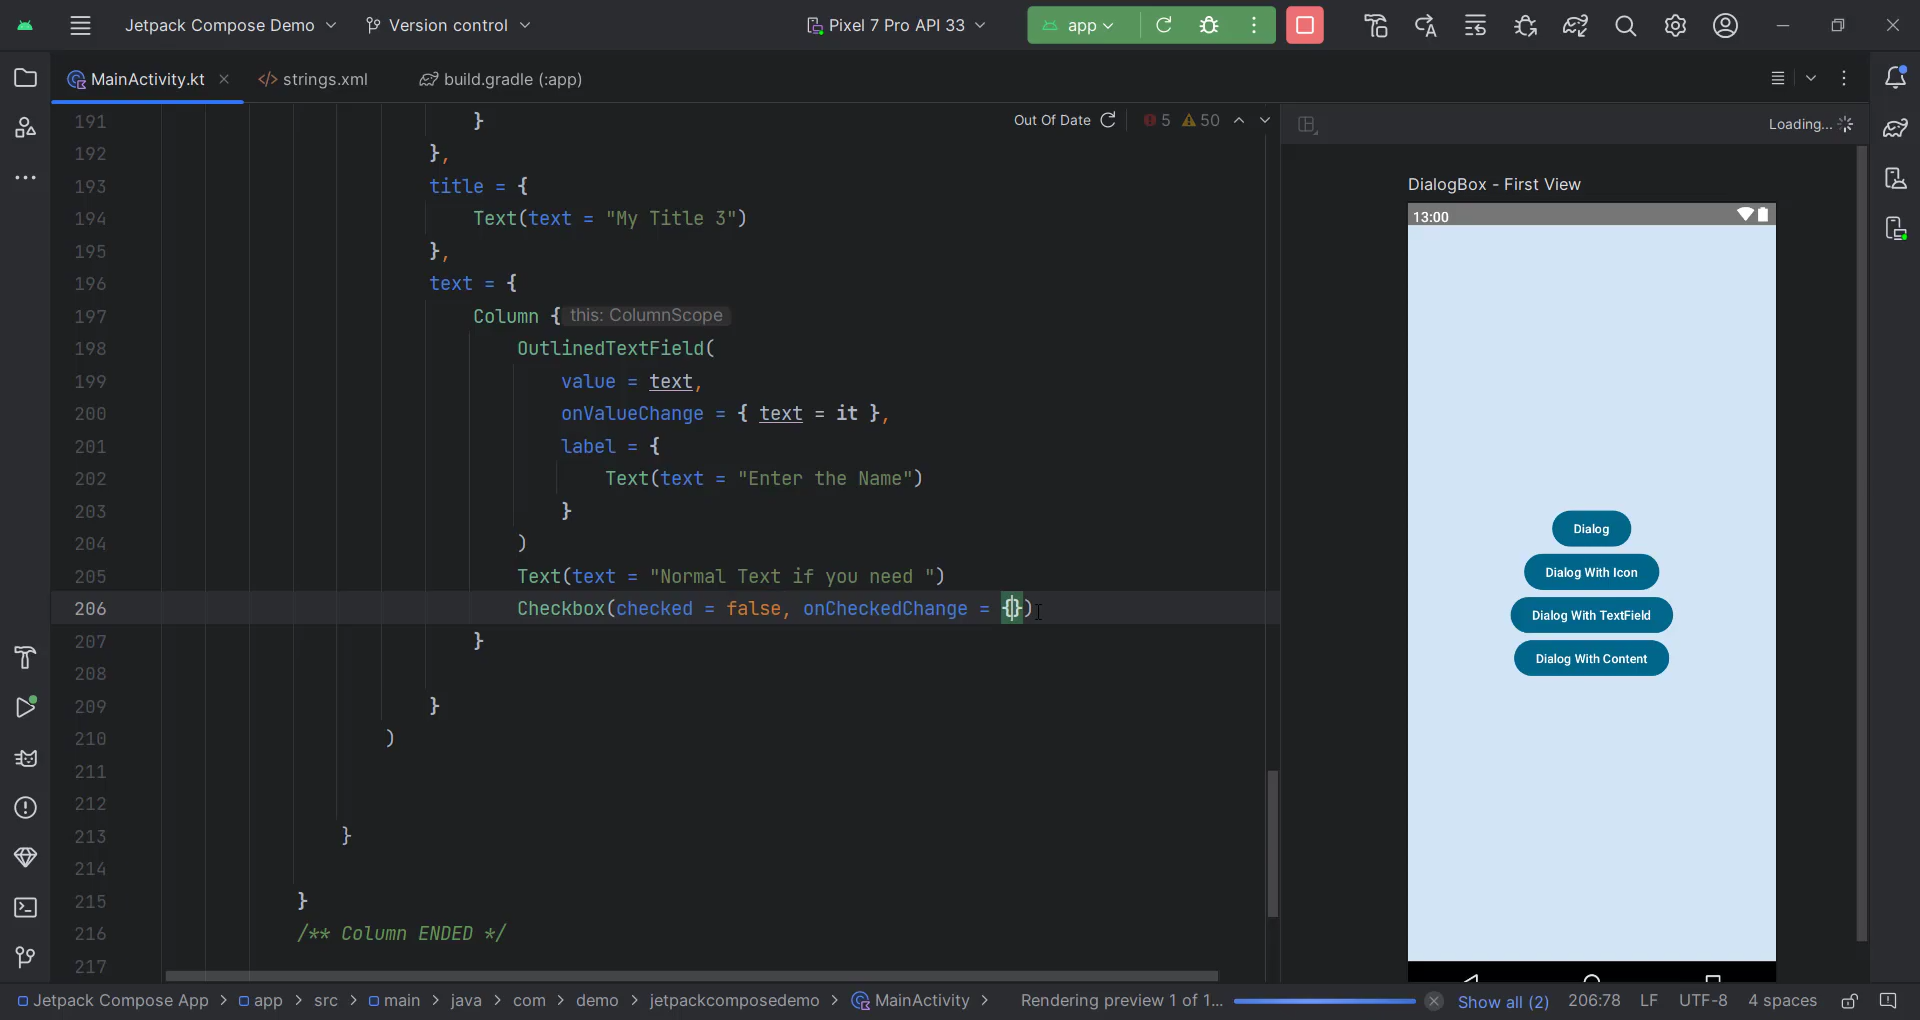 Jetpack Compose Demo Version control Pixel 7 Pro API 33 app
MainActivity.kt strings.xml build.gradle (:app)
Out Of Date 5 50 Loading...
191 }
192 },
193 title = {
194 Text(text = "My Title 3")
195 },
196 text = {
197 Column { this: ColumnScope
198 OutlinedTextField(
199 value = text,
200 onValueChange = { text = it },
201 label = {
202 Text(text = "Enter the Name")
203 }
204 )
205 Text(text = "Normal Text if you need ")
206 Checkbox(checked = false, onCheckedChange = {})
207 }
208
209 }
210 )
211
212
213 }
214
215 }
216 /** Column ENDED */
217
DialogBox - First View
13:00
Dialog
Dialog With Icon
Dialog With TextField
Dialog With Content
Jetpack Compose App > app > src > main > java > com > demo > jetpackcomposedemo > MainActivity > Rendering preview 1 of 1... Show all (2) 206:78 LF UTF-8 4 spaces